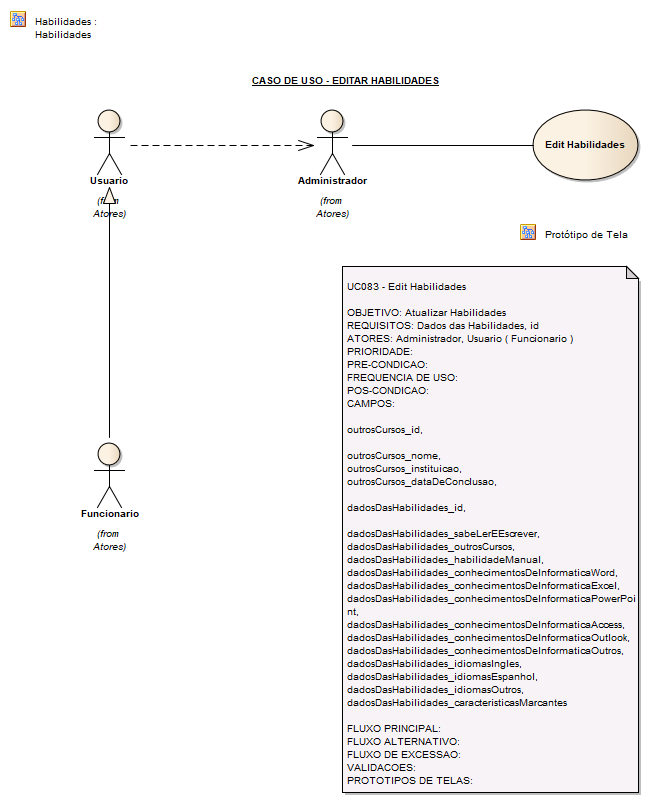 Habilidades :
Habilidades
CASO DE USO - EDITAR HABILIDADES
Edit Habilidades
Usuario
Administrador
(from
Atores)
(from
Atores)
Protótipo de Tela
UC083 - Edit Habilidades
OBJETIVO: Atualizar Habilidades
REQUISITOS: Dados das Habilidades, id
ATORES: Administrador, Usuario ( Funcionario )
PRIORIDADE:
PRE-CONDICAO:
FREQUENCIA DE USO:
POS-CONDICAO:
CAMPOS:
outrosCursos_id,
outrosCursos_nome,
outrosCursos_instituicao,
outrosCursos_dataDeConclusao,
dadosDasHabilidades_id,
dadosDasHabilidades_sabeLerEEscrever,
dadosDasHabilidades_outrosCursos,
dadosDasHabilidades_habilidadeManual,
dadosDasHabilidades_conhecimentosDeInformaticaWord,
dadosDasHabilidades_conhecimentosDeInformaticaExcel,
dadosDasHabilidades_conhecimentosDeInformaticaPowerPoi
nt,
dadosDasHabilidades_conhecimentosDeInformaticaAccess,
dadosDasHabilidades_conhecimentosDeInformaticaOutlook,
dadosDasHabilidades_conhecimentosDeInformaticaOutros,
dadosDasHabilidades_idiomasIngles,
dadosDasHabilidades_idiomasEspanhol,
dadosDasHabilidades_idiomasOutros,
dadosDasHabilidades_caracteristicasMarcantes
FLUXO PRINCIPAL:
FLUXO ALTERNATIVO:
FLUXO DE EXCESSAO:
VALIDACOES:
PROTOTIPOS DE TELAS:
Funcionario
(from
Atores)